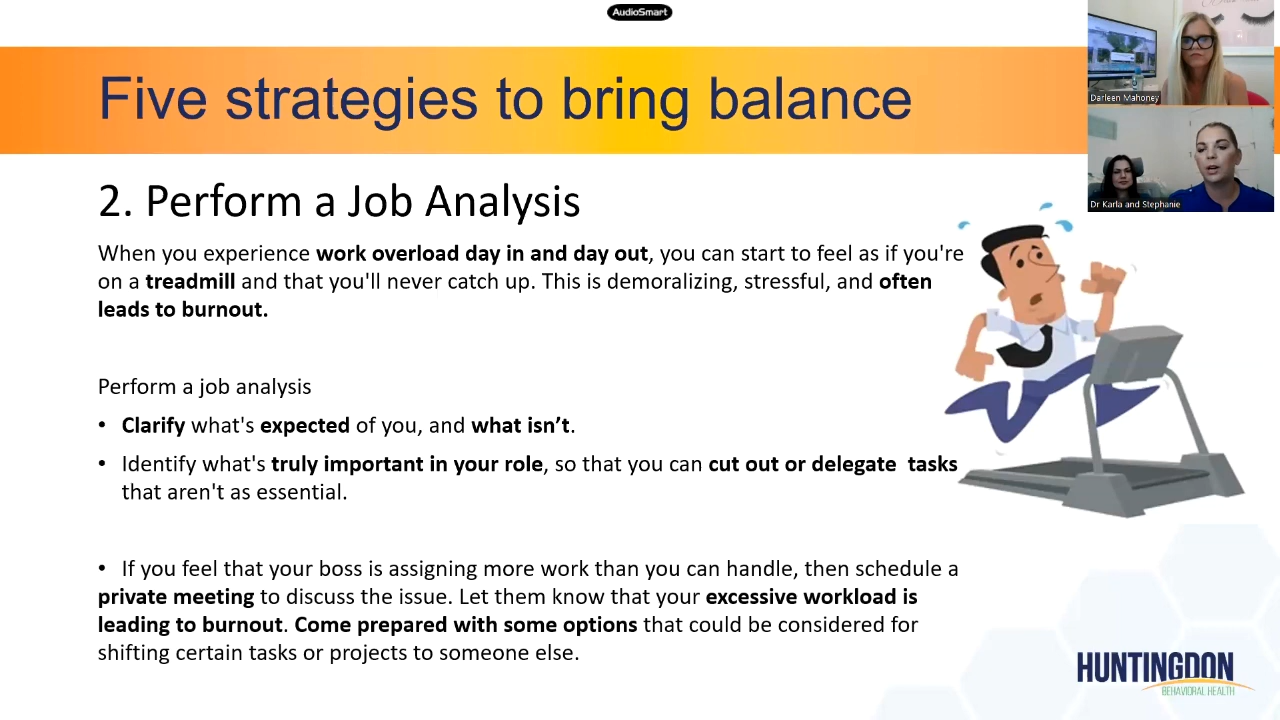 AudioSmart
Five strategies to bring balance
Darleen Mahoney
2. Perform a Job Analysis
Dr Karla and Stephanie
When you experience work overload day in and day out, you can start to feel as if you're
on a treadmill and that you'll never catch up. This is demoralizing, stressful, and often
leads to burnout.
Perform a job analysis
• Clarify what's expected of you, and what isn’t.
• Identify what's truly important in your role, so that you can cut out or delegate  tasks
that aren't as essential.
• If you feel that your boss is assigning more work than you can handle, then schedule a
private meeting to discuss the issue. Let them know that your excessive workload is
leading to burnout. Come prepared with some options that could be considered for
shifting certain tasks or projects to someone else.
HUNTINGDON
BEHAVIORAL HEALTH